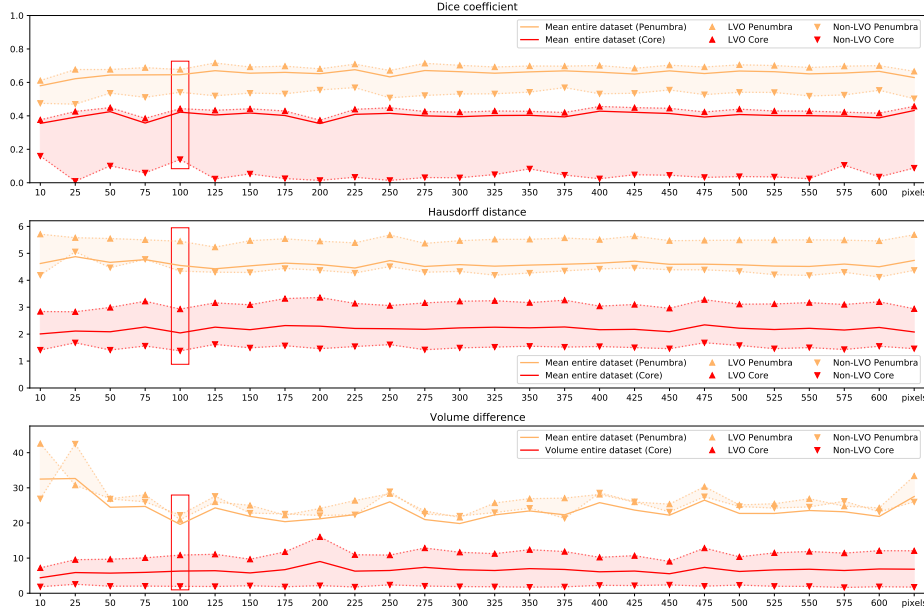 Dice coefficient
1.0
0.8
0.6
0.4
0.2
0.0
Mean entire dataset (Penumbra) LVO Penumbra Non-LVO Penumbra
Mean entire dataset (Core) LVO Core Non-LVO Core
10 25 50 75 100 125 150 175 200 225 250 275 300 325 350 375 400 425 450 475 500 525 550 575 600 pixels
Hausdorff distance
6
5
4
3
2
1
0
Mean entire dataset (Penumbra) LVO Penumbra Non-LVO Penumbra
Mean entire dataset (Core) LVO Core Non-LVO Core
10 25 50 75 100 125 150 175 200 225 250 275 300 325 350 375 400 425 450 475 500 525 550 575 600 pixels
Volume difference
40
30
20
10
0
Mean entire dataset (Penumbra) LVO Penumbra Non-LVO Penumbra
Volume entire dataset (Core) LVO Core Non-LVO Core
10 25 50 75 100 125 150 175 200 225 250 275 300 325 350 375 400 425 450 475 500 525 550 575 600 pixels